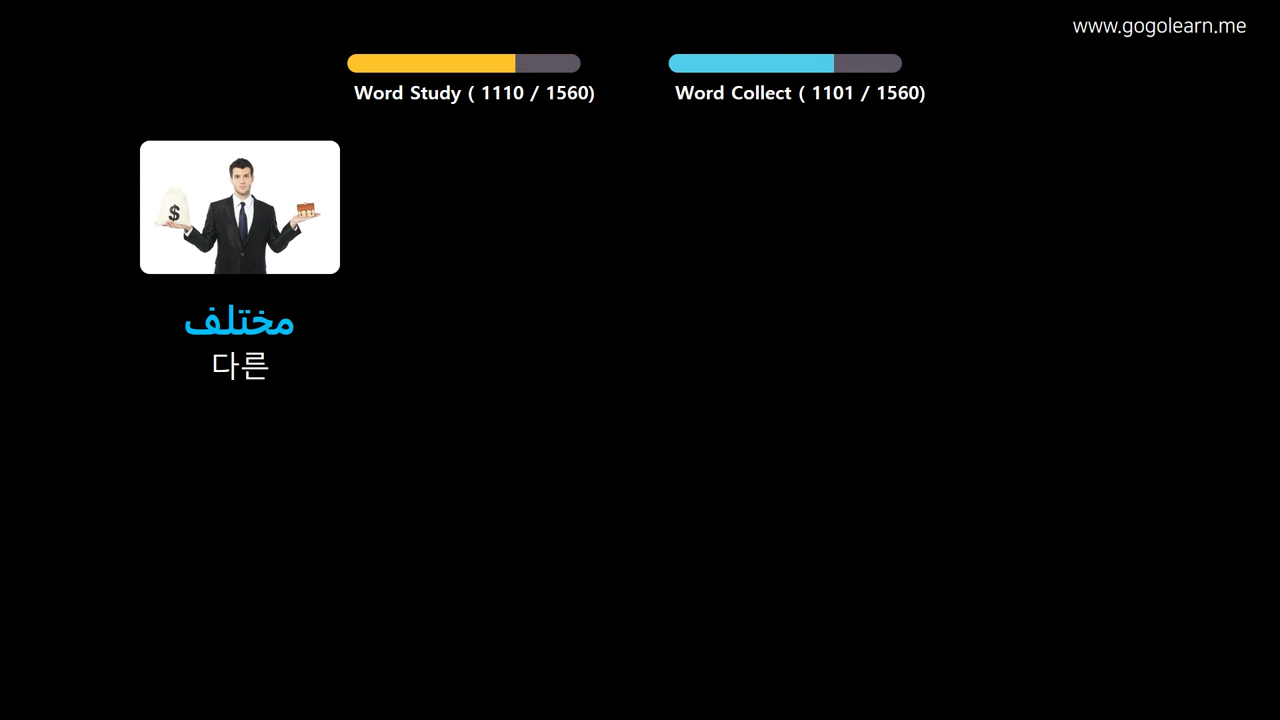 www.gogolearn.me
Word Study ( 1110 / 1560)
Word Collect ( 1101 / 1560)
$
مختلف
다른